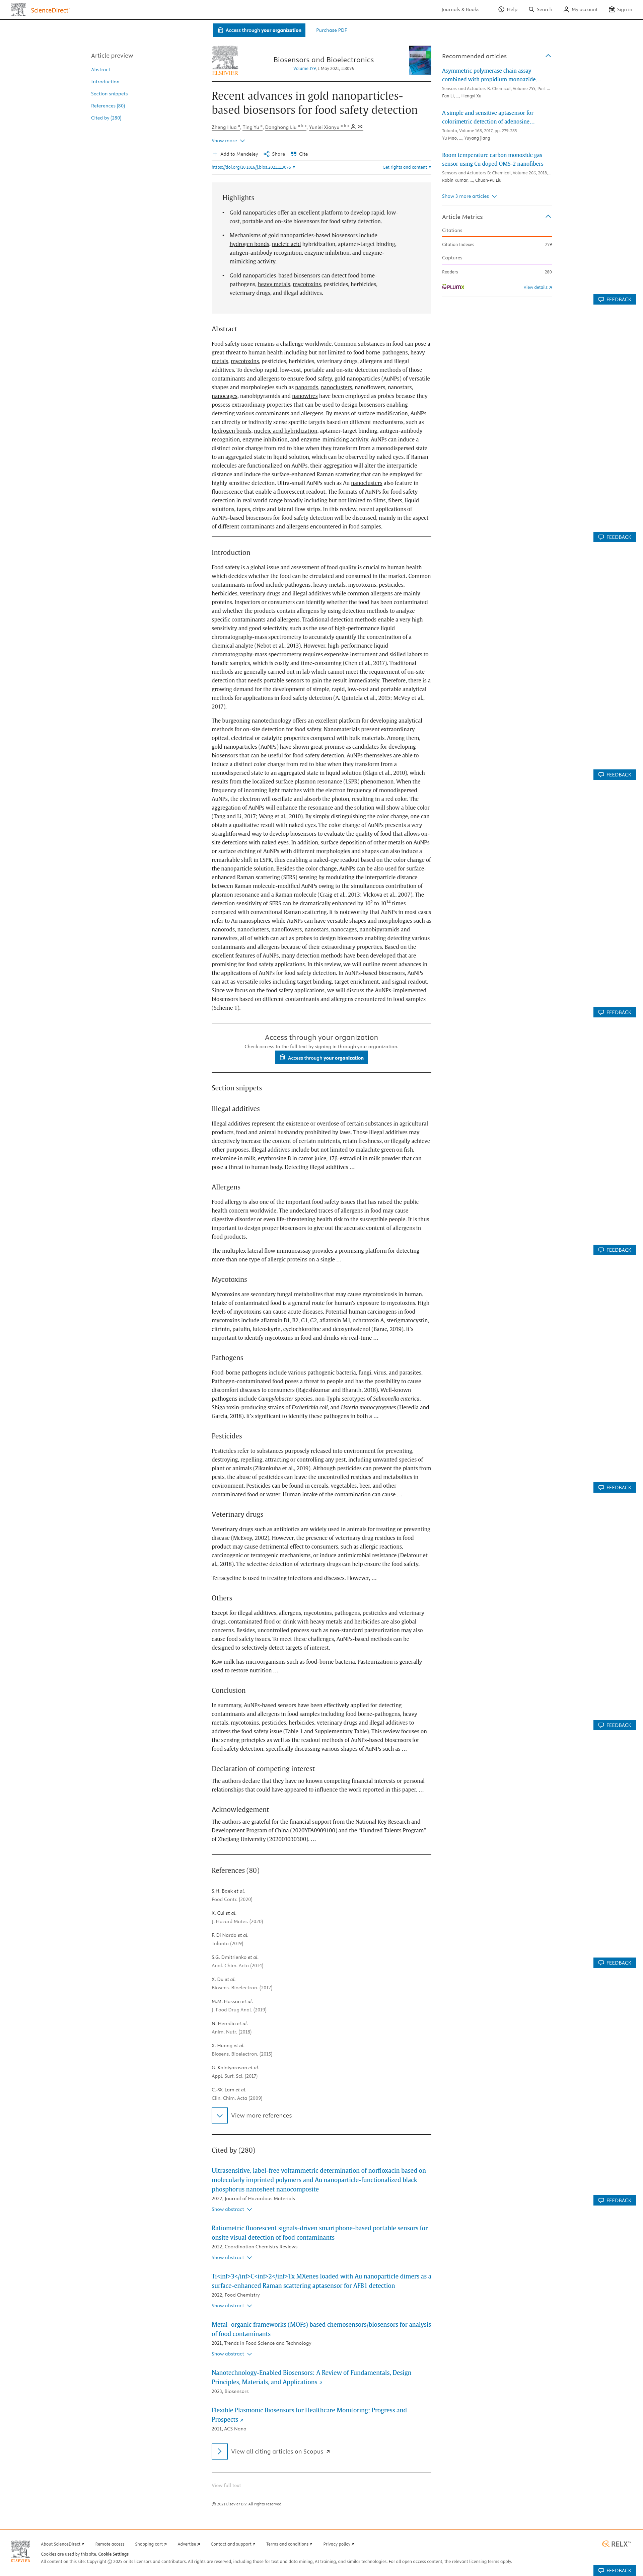 ELSEVIER
ScienceDirect
Journals & Books
Help
Search
My account
Sign in
Access through your organization
Purchase PDF
Article preview
Abstract
Introduction
Section snippets
References (80)
Cited by (280)
ELSEVIER
Biosensors and Bioelectronics
Volume 179, 1 May 2021, 113076
Recent advances in gold nanoparticles-
based biosensors for food safety detection
Zheng Hua, Ting Yu, Donghong Liu, Yunlei Xianyu
Show more
Add to Mendeley
Share
Cite
https://doi.org/10.1016/j.bios.2021.113076
Get rights and content
Highlights
• Gold nanoparticles offer an excellent platform to develop rapid, low-
cost, portable and on-site biosensors for food safety detection.
• Mechanisms of gold nanoparticles-based biosensors include
hydrogen bonds, nucleic acid hybridization, aptamer-target binding,
antigen-antibody recognition, enzyme inhibition, and enzyme-
mimicking activity.
• Gold nanoparticles-based biosensors can detect food borne-
pathogens, heavy metals, mycotoxins, pesticides, herbicides,
veterinary drugs, and illegal additives.
Abstract
Food safety issue remains a challenge worldwide. Common substances in food can pose a
great threat to human health including but not limited to food borne-pathogens, heavy
metals, mycotoxins, pesticides, herbicides, veterinary drugs, allergens and illegal
additives. To develop rapid, low-cost, portable and on-site detection methods of those
contaminants and allergens to ensure food safety, gold nanoparticles (AuNPs) of versatile
shapes and morphologies such as nanorods, nanoclusters, nanoflowers, nanostars,
nanocages, nanobipyramids and nanowires have been employed as probes because they
possess extraordinary properties that can be used to design biosensors enabling
detecting various contaminants and allergens. By means of surface modification, AuNPs
can directly or indirectly sense specific targets based on different mechanisms, such as
hydrogen bonds, nucleic acid hybridization, aptamer-target binding, antigen-antibody
recognition, enzyme inhibition, and enzyme-mimicking activity. AuNPs can induce a
distinct color change from red to blue when they transform from a monodispersed state
to an aggregated state in liquid solution, which can be observed by naked eyes. If Raman
molecules are functionalized on AuNPs, their aggregation will alter the interparticle
distance and induce the surface-enhanced Raman scattering that can be employed for
highly sensitive detection. Ultra-small AuNPs such as Au nanoclusters also feature in
fluorescence that enable a fluorescent readout. The formats of AuNPs for food safety
detection in real world range broadly including but not limited to films, fibers, liquid
solutions, tapes, chips and lateral flow strips. In this review, recent applications of
AuNPs-based biosensors for food safety detection will be discussed, mainly in the aspect
of different contaminants and allergens encountered in food samples.
Introduction
Food safety is a global issue and assessment of food quality is crucial to human health
which decides whether the food can be circulated and consumed in the market. Common
contaminants in food include pathogens, heavy metals, mycotoxins, pesticides,
herbicides, veterinary drugs and illegal additives while common allergens are mainly
proteins. Inspectors or consumers can identify whether the food has been contaminated
and whether the products contain allergens by using detection methods of those
contaminants and allergens. Traditional detection methods enable a very high
sensitivity and good selectivity, such as the use of high-performance liquid
chromatography-mass spectrometry to accurately quantify the concentration of a
chemical analyte (Nebot et al., 2013). However, high-performance liquid
chromatography-mass spectrometry requires expensive instrument and skilled labors to
handle samples, which is costly and time-consuming (Chen et al., 2017). Traditional
methods are generally carried out in lab which cannot meet the requirement of on-site
detection that needs portable sensors to gain the result immediately. Therefore, there is a
growing demand for the development of simple, rapid, low-cost and portable analytical
methods for food safety detection (A. Quintela et al., 2015; McVey et al.,
2017).
The burgeoning nanotechnology offers an excellent platform for developing analytical
methods for on-site detection for food safety. Nanomaterials present extraordinary
optical, electrical or catalytic properties compared with bulk materials. Among them,
gold nanoparticles (AuNPs) have shown great promise as candidates for developing
biosensors that can be useful for food safety detection. AuNPs themselves are able to
induce a distinct color change from red to blue when they transform from a
monodispersed state to an aggregated state in liquid solution (Klajn et al., 2010), which
results from the localized surface plasmon resonance (LSPR) phenomenon. When the
frequency of incoming light matches with the electron frequency of monodispersed
AuNPs, the electron will oscillate and absorb the photon, resulting in a red color. The
aggregation of AuNPs will enhance the resonance and the solution will show a blue color
(Tang and Li, 2017; Wang et al., 2010). By simply distinguishing the color change, one can
obtain a qualitative result with naked eyes. The color change of AuNPs presents a very
straightforward way to develop biosensors to evaluate the quality of food that allows on-
site detection with naked eyes. In addition, surface deposition of other metals on AuNPs
or surface etching of AuNPs with different morphologies and shapes can also induce a
remarkable shift in LSPR, thus enabling a naked-eye readout based on the color change of
the nanoparticle solution. Besides the color change, AuNPs can also be used for surface-
enhanced Raman scattering (SERS) sensing by modulating the interparticle distance
between Raman molecule-modified AuNPs owing to the simultaneous contribution of
plasmon resonance and a Raman molecule (Craig et al., 2013; Vlckova et al., 2007). The
detection sensitivity of SERS can be dramatically enhanced by 10² to 10¹⁴ times
compared with conventional Raman scattering. It is noteworthy that AuNPs in most cases
refer to Au nanospheres while AuNPs can have versatile shapes or morphologies such as
nanorods, nanoclusters, nanoflowers, nanostars, nanocages, nanobipyramids and
nanowires, all of which can act as probes to design biosensors enabling detecting various
contaminants and allergens because of their extraordinary properties. Based on the
excellent features of AuNPs, many detection methods have been developed that are
promising for food safety applications. In this review, we will outline recent advances in
the applications of AuNPs for food safety detection. In AuNPs-based biosensors, AuNPs
can act as versatile roles including target binding, target enrichment, and signal readout.
Since we focus on the food safety applications, we will discuss the AuNPs-implemented
biosensors based on different contaminants and allergens encountered in food samples
(Scheme 1).
Access through your organization
Check access to the full text by signing in through your organization.
Access through your organization
Section snippets
Illegal additives
Illegal additives represent the existence or overdose of certain substances in agricultural
products, food and animal husbandry prohibited by laws. Those illegal additives may
deceptively increase the content of certain nutrients, retain freshness, or likely achieve
other purposes. Illegal additives include but not limited to malachite green on fish,
melamine in milk, erythrosine B in carrot juice, 17β-estradiol in milk powder that can
pose a threat to human body. Detecting illegal additives …
Allergens
Food allergy is also one of the important food safety issues that has raised the public
health concern worldwide. The undeclared traces of allergens in food may cause
digestive disorder or even life-threatening health risk to the susceptible people. It is thus
important to design proper biosensors to give out the accurate content of allergens in
food products.
The multiplex lateral flow immunoassay provides a promising platform for detecting
more than one type of allergic proteins on a single …
Mycotoxins
Mycotoxins are secondary fungal metabolites that may cause mycotoxicosis in human.
Intake of contaminated food is a general route for human's exposure to mycotoxins. High
levels of mycotoxins can cause acute diseases. Potential human carcinogens in food
mycotoxins include aflatoxin B1, B2, G1, G2, aflatoxin M1, ochratoxin A, sterigmatocystin,
citrinin, patulin, luteoskyrin, cyclochlorotine and deoxynivalenol (Barac, 2019). It's
important to identify mycotoxins in food and drinks via real-time …
Pathogens
Food-borne pathogens include various pathogenic bacteria, fungi, virus, and parasites.
Pathogen-contaminated food poses a threat to people and has the possibility to cause
discomfort diseases to consumers (Rajeshkumar and Bharath, 2018). Well-known
pathogens include Campylobacter species, non-Typhi serotypes of Salmonella enterica,
Shiga toxin-producing strains of Escherichia coli, and Listeria monocytogenes (Heredia and
García, 2018). It's significant to identify these pathogens in both a …
Pesticides
Pesticides refer to substances purposely released into environment for preventing,
destroying, repelling, attracting or controlling any pest, including unwanted species of
plant or animals (Zikankuba et al., 2019). Although pesticides can prevent the plants from
pests, the abuse of pesticides can leave the uncontrolled residues and metabolites in
environment. Pesticides can be found in cereals, vegetables, beer, and other
contaminated food or water. Human intake of the contamination can cause …
Veterinary drugs
Veterinary drugs such as antibiotics are widely used in animals for treating or preventing
disease (McEvoy, 2002). However, the presence of veterinary drug residues in food
product may cause detrimental effect to consumers, such as allergic reactions,
carcinogenic or teratogenic mechanisms, or induce antimicrobial resistance (Delatour et
al., 2018). The selective detection of veterinary drugs can help ensure the food safety.
Tetracycline is used in treating infections and diseases. However, …
Others
Except for illegal additives, allergens, mycotoxins, pathogens, pesticides and veterinary
drugs, contaminated food or drink with heavy metals and herbicides are also global
concerns. Besides, uncontrolled process such as non-standard pasteurization may also
cause food safety issues. To meet these challenges, AuNPs-based methods can be
designed to selectively detect targets of interest.
Raw milk has microorganisms such as food-borne bacteria. Pasteurization is generally
used to restore nutrition …
Conclusion
In summary, AuNPs-based sensors have been effectively applied for detecting
contaminants and allergens in food samples including food borne-pathogens, heavy
metals, mycotoxins, pesticides, herbicides, veterinary drugs and illegal additives to
address the food safety issue (Table 1 and Supplementary Table). This review focuses on
the sensing principles as well as the readout methods of AuNPs-based biosensors for
food safety detection, specifically discussing various shapes of AuNPs such as …
Declaration of competing interest
The authors declare that they have no known competing financial interests or personal
relationships that could have appeared to influence the work reported in this paper. …
Acknowledgement
The authors are grateful for the financial support from the National Key Research and
Development Program of China (2020YFA0909100) and the “Hundred Talents Program”
of Zhejiang University (202001030300). …
References (80)
S.H. Baek et al.
Food Contr. (2020)
X. Cui et al.
J. Hazard Mater. (2020)
F. Di Nardo et al.
Talanta (2019)
S.G. Dmitrienko et al.
Anal. Chim. Acta (2014)
X. Du et al.
Biosens. Bioelectron. (2017)
M.M. Hassan et al.
J. Food Drug Anal. (2019)
N. Heredia et al.
Anim. Nutr. (2018)
X. Huang et al.
Biosens. Bioelectron. (2015)
G. Kalaiyarasan et al.
Appl. Surf. Sci. (2017)
C.-W. Lam et al.
Clin. Chim. Acta (2009)
View more references
Cited by (280)
Ultrasensitive, label-free voltammetric determination of norfloxacin based on
molecularly imprinted polymers and Au nanoparticle-functionalized black
phosphorus nanosheet nanocomposite
2022, Journal of Hazardous Materials
Show abstract
Ratiometric fluorescent signals-driven smartphone-based portable sensors for
onsite visual detection of food contaminants
2022, Coordination Chemistry Reviews
Show abstract
Ti<inf>3</inf>C<inf>2</inf>Tx MXenes loaded with Au nanoparticle dimers as a
surface-enhanced Raman scattering aptasensor for AFB1 detection
2022, Food Chemistry
Show abstract
Metal–organic frameworks (MOFs) based chemosensors/biosensors for analysis
of food contaminants
2021, Trends in Food Science and Technology
Show abstract
Nanotechnology-Enabled Biosensors: A Review of Fundamentals, Design
Principles, Materials, and Applications
2023, Biosensors
Flexible Plasmonic Biosensors for Healthcare Monitoring: Progress and
Prospects
2021, ACS Nano
View all citing articles on Scopus
View full text
© 2021 Elsevier B.V. All rights reserved.
Recommended articles
Asymmetric polymerase chain assay
combined with propidium monoazide…
Sensors and Actuators B: Chemical, Volume 255, Part …
Fan Li, …, Hengyi Xu
A simple and sensitive aptasensor for
colorimetric detection of adenosine…
Talanta, Volume 168, 2017, pp. 279-285
Yu Mao, …, Yuyang Jiang
Room temperature carbon monoxide gas
sensor using Cu doped OMS-2 nanofibers
Sensors and Actuators B: Chemical, Volume 266, 2018,…
Robin Kumar, …, Chuan-Pu Liu
Show 3 more articles
Article Metrics
Citations
Citation Indexes
279
Captures
Readers
280
PLUMX
View details
FEEDBACK
FEEDBACK
FEEDBACK
FEEDBACK
FEEDBACK
FEEDBACK
FEEDBACK
FEEDBACK
FEEDBACK
FEEDBACK
ELSEVIER
About ScienceDirect
Remote access
Shopping cart
Advertise
Contact and support
Terms and conditions
Privacy policy
Cookies are used by this site. Cookie Settings
All content on this site: Copyright © 2025 or its licensors and contributors. All rights are reserved, including those for text and data mining, AI training, and similar technologies. For all open access content, the relevant licensing terms apply.
RELX™